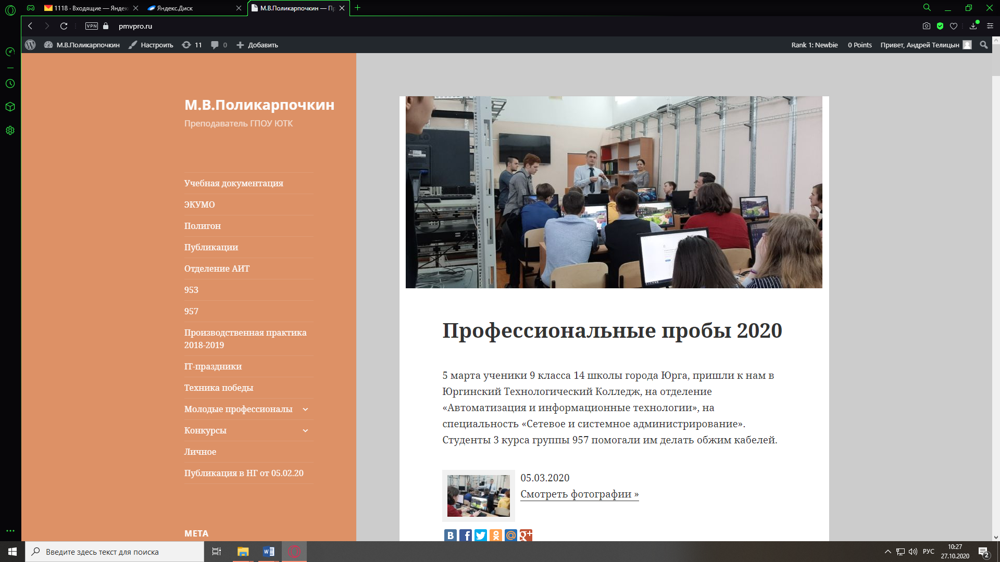 1118 · Входящие — Яндекс
Яндекс.Диск
М.В.Поликарпочкин — Пр
VPN
pmvpro.ru
М.В.Поликарпочкин
Настроить
11
0
Добавить
Rank 1: Newbie
0 Points
Привет, Андрей Телицын
М.В.Поликарпочкин
Преподаватель ГПОУ ЮТК
Учебная документация
ЭКУМО
Полигон
Публикации
Отделение АИТ
953
957
Производственная практика
2018-2019
IT-праздники
Техника победы
Молодые профессионалы
Конкурсы
Личное
Публикация в НГ от 05.02.20
МЕТА
LG
Профессиональные пробы 2020
5 марта ученики 9 класса 14 школы города Юрга, пришли к нам в
Юргинский Технологический Колледж, на отделение
«Автоматизация и информационные технологии», на
специальность «Сетевое и системное администрирование».
Студенты 3 курса группы 957 помогали им делать обжим кабелей.
05.03.2020
Смотреть фотографии »
Введите здесь текст для поиска
РУС
10:27
27.10.2020
2